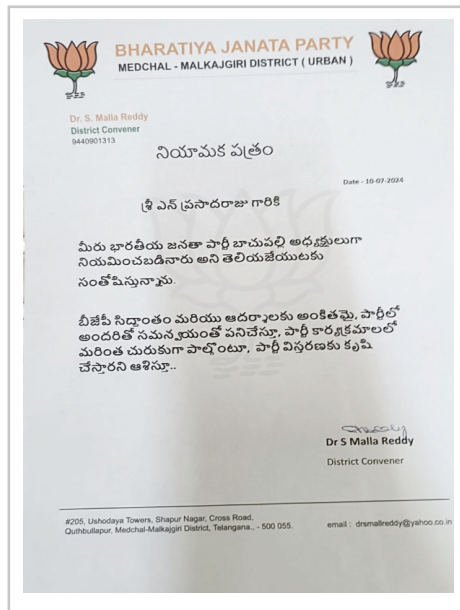 BHARATIYA JANATA PARTY
MEDCHAL - MALKAJGIRI DISTRICT ( URBAN )
Dr. S. Malla Reddy
District Convener
9440901313
నియామక పత్రం
Date - 10-07-2024
శ్రీ ఎన్ ప్రసాదరాజు గారికి
మీరు భారతీయ జనతా పార్టీ బాచుపల్లి అధ్యక్షులుగా
నియమించబడినారు అని తెలియజేయుటకు
సంతోషిస్తున్నాను.
బీజేపీ సిద్ధాంతం మరియు ఆదర్శాలకు అంకితమై, పార్టీలో
అందరితో సమన్వయంతో పనిచేస్తూ, పార్టీ కార్యక్రమాలలో
మరింత చురుకుగా పాల్గొంటూ, పార్టీ విస్తరణకు కృషి
చేస్తారని ఆశిస్తూ..
Dr S Malla Reddy
District Convener
#205, Ushodaya Towers, Shapur Nagar, Cross Road,
Quthbullapur, Medchal-Malkajgiri District, Telangana., - 500 055.
email : drsmallreddy@yahoo.co.in